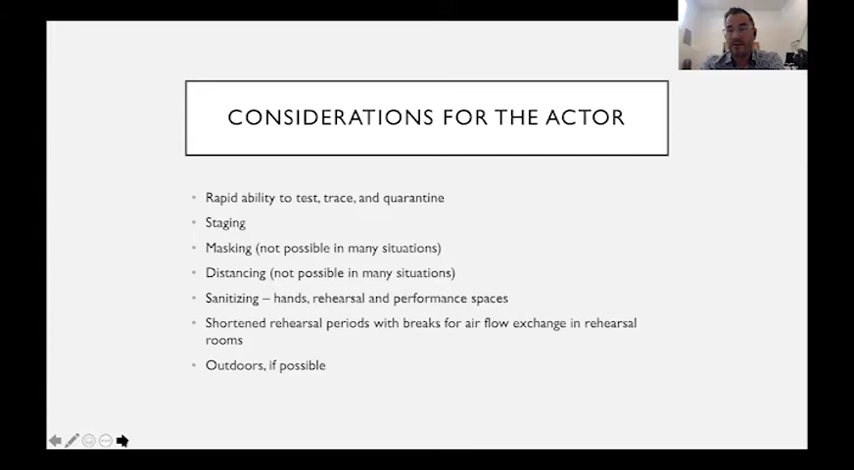 CONSIDERATIONS FOR THE ACTOR
Rapid ability to test, trace, and quarantine
Staging
Masking (not possible in many situations)
Distancing (not possible in many situations)
Sanitizing – hands, rehearsal and performance spaces
Shortened rehearsal periods with breaks for air flow exchange in rehearsal
rooms
Outdoors, if possible